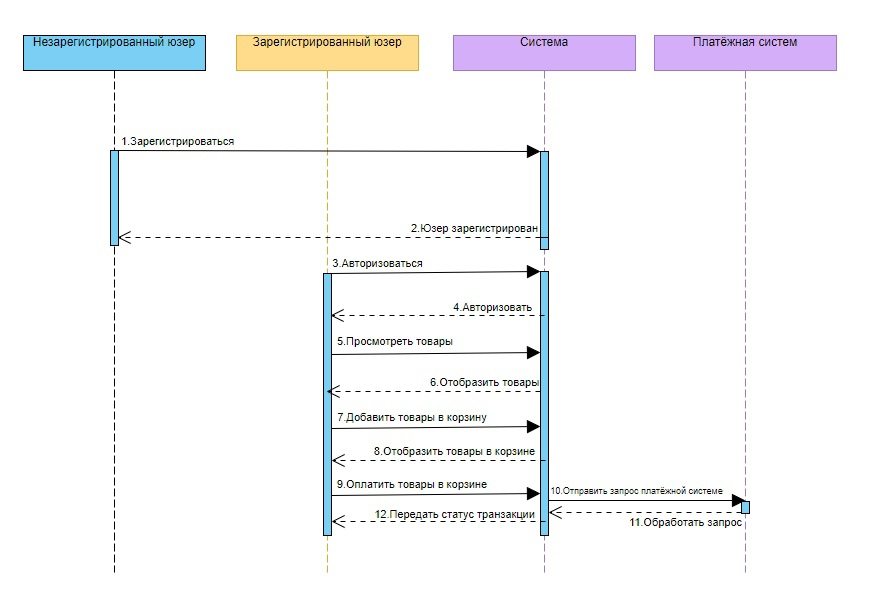 Незарегистрированный юзер
Зарегистрированный юзер
Система
Платёжная систем
1.Зарегистрироваться
2.Юзер зарегистрирован
3.Авторизоваться
4.Авторизовать
5.Просмотреть товары
6.Отобразить товары
7.Добавить товары в корзину
8.Отобразить товары в корзине
9.Оплатить товары в корзине
10.Отправить запрос платёжной системе
12.Передать статус транзакции
11.Обработать запрос